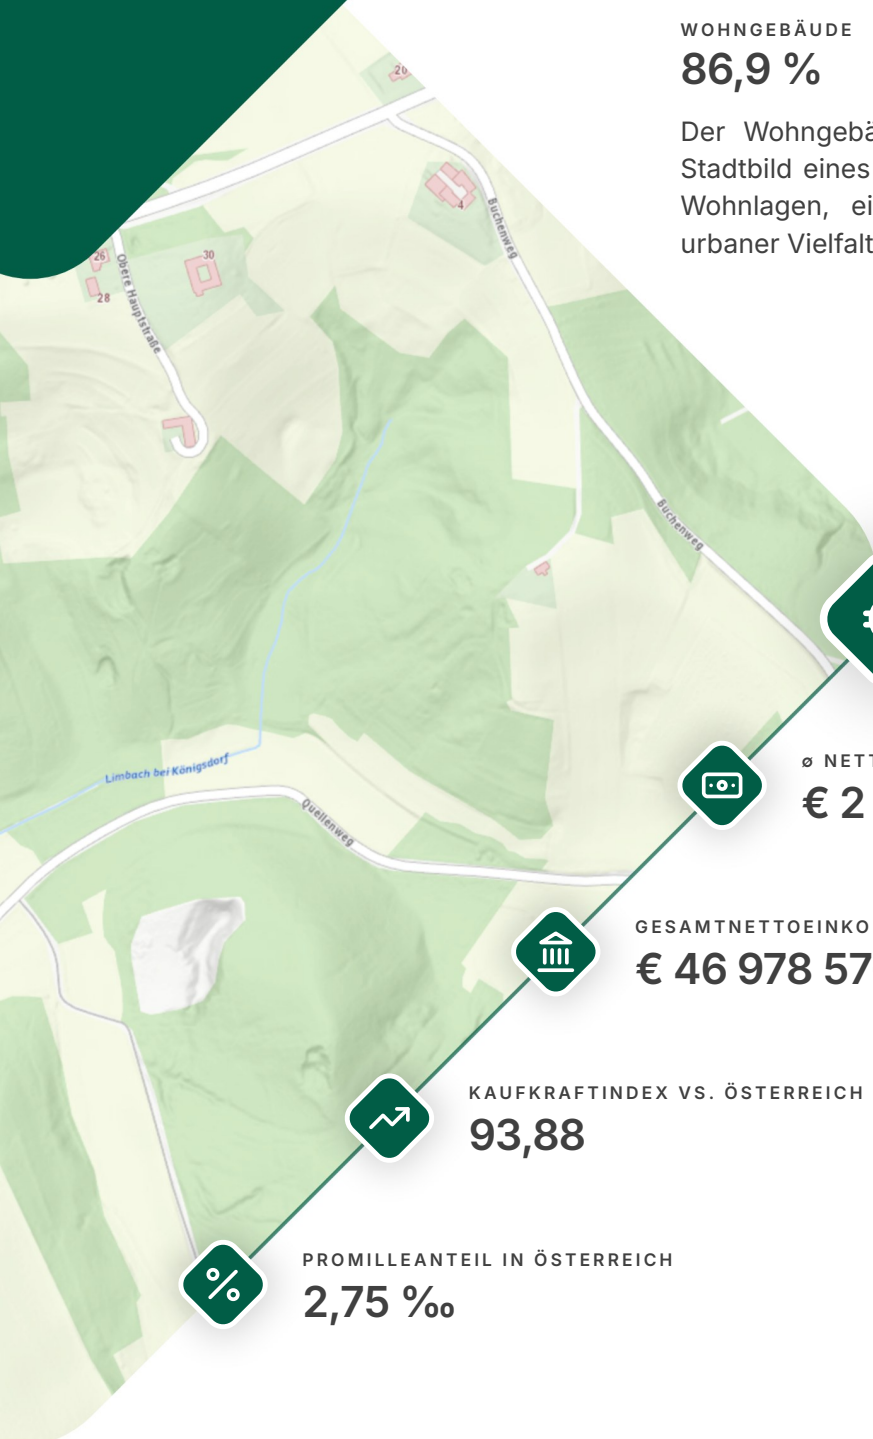 WOHNGEBÄUDE
86,9 %
Der Wohngebä
Stadtbild eines
Wohnlagen, ei
urbaner Vielfalt
20
4
Buchenweg
26
30
28
Obere Hauptstraße
Buchenweg
Limbach bei Königsdorf
Quellenweg
ø NETT
€ 2
GESAMTNETTOEINKO
€ 46 978 57
KAUFKRAFTINDEX VS. ÖSTERREICH
93,88
PROMILLEANTEIL IN ÖSTERREICH
2,75 ‰